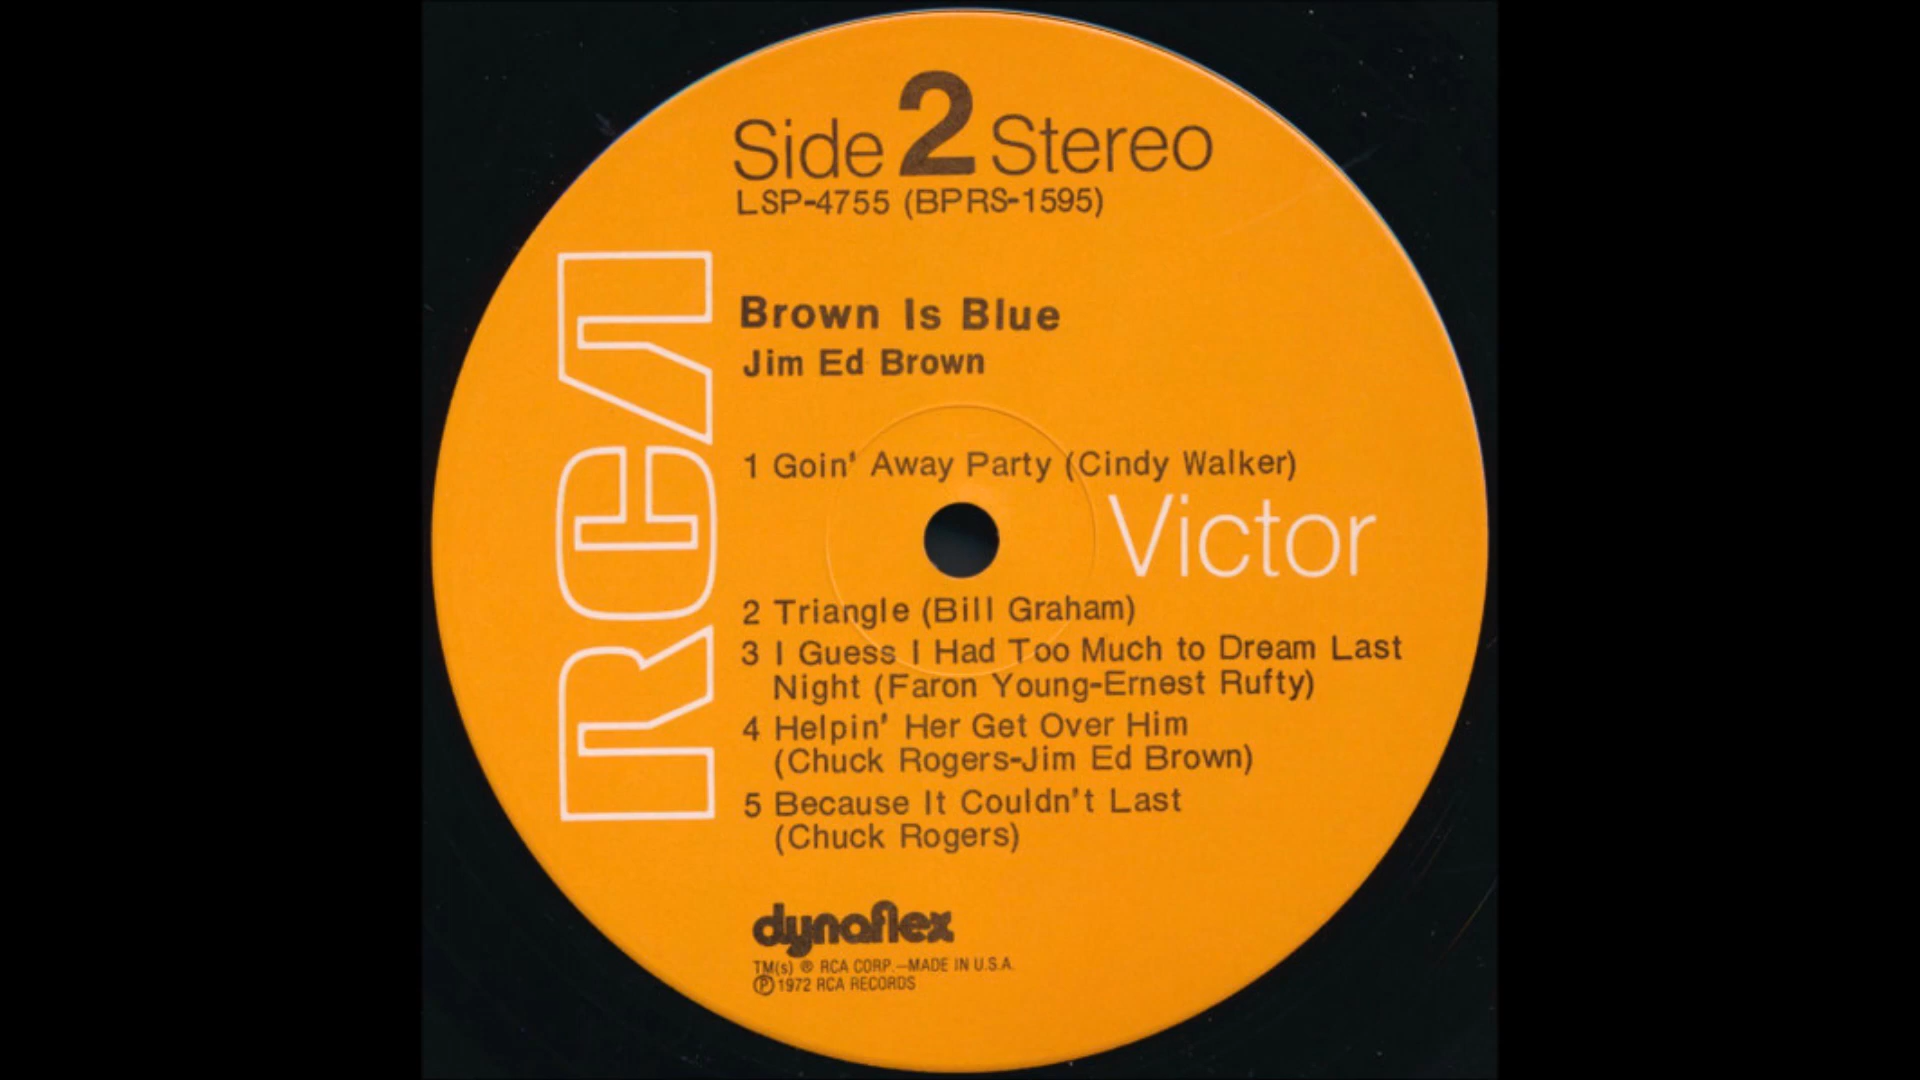 Side 2 Stereo
LSP-4755 (BPRS-1595)
RCA
Brown Is Blue
Jim Ed Brown
1 Goin' Away Party (Cindy Walker)
Victor
2 Triangle (Bill Graham)
3 I Guess I Had Too Much to Dream Last
Night (Faron Young-Ernest Rufty)
4 Helpin' Her Get Over Him
(Chuck Rogers-Jim Ed Brown)
5 Because It Couldn't Last
(Chuck Rogers)
dynaflex
TM(s) ® RCA CORP.—MADE IN U.S.A.
℗ 1972 RCA RECORDS